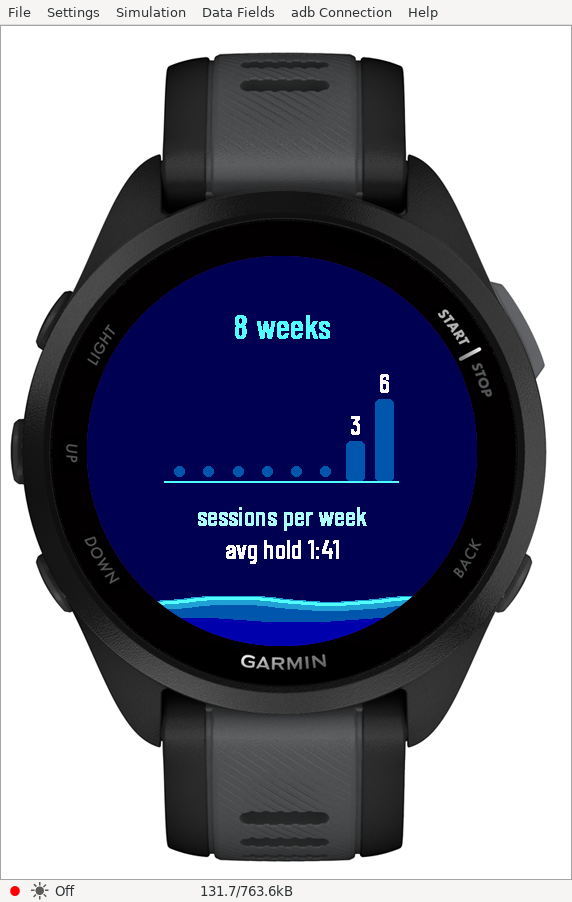 File Settings Simulation Data Fields adb Connection Help
START
STOP
LIGHT
8 weeks
6
3
UP
sessions per week
avg hold 1:41
DOWN
BACK
GARMIN
Off 131.7/763.6kB